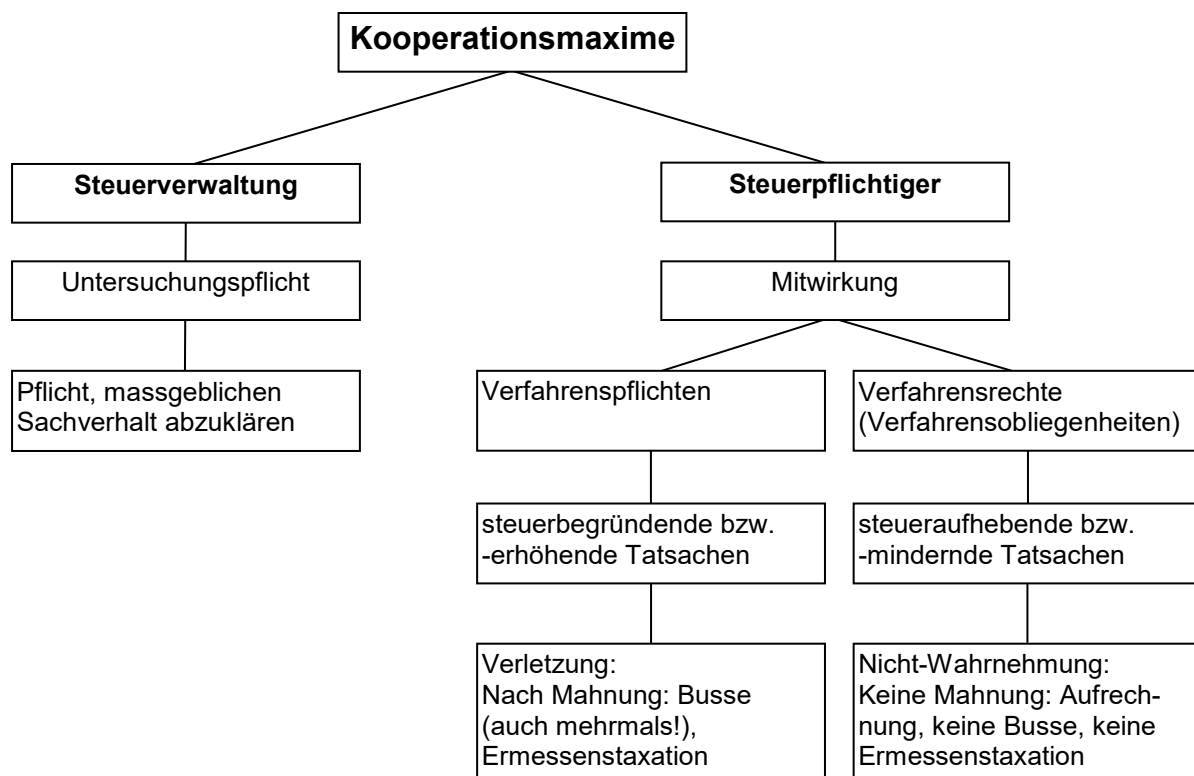 Kooperationsmaxime
Steuerverwaltung
Steuerpflichtiger
Untersuchungspflicht
Mitwirkung
Pflicht, massgeblichen
Sachverhalt abzuklären
Verfahrenspflichten
Verfahrensrechte
(Verfahrensobliegenheiten)
steuerbegründende bzw.
-erhöhende Tatsachen
steueraufhebende bzw.
-mindernde Tatsachen
Verletzung:
Nach Mahnung: Busse
(auch mehrmals!),
Ermessenstaxation
Nicht-Wahrnehmung:
Keine Mahnung: Aufrech-
nung, keine Busse, keine
Ermessenstaxation